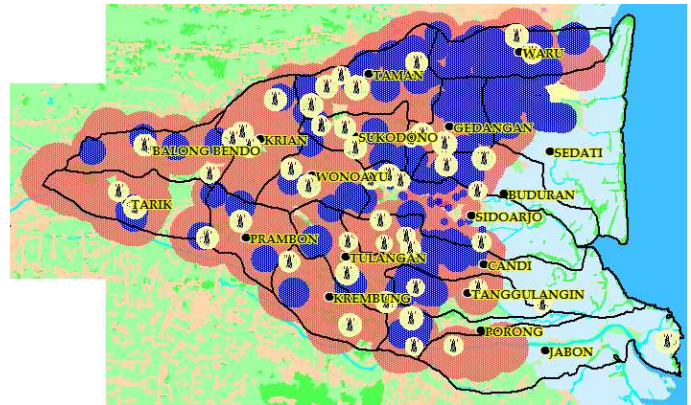 WARU
TAMAN
GEDANGAN
KRIAN
SUKODONO
BALONG BENDO
SEDATI
WONOAYU
BUDURAN
TARIK
SIDOARJO
PRAMBON
TULANGAN
CANDI
KREMBUNG
TANGGULANGIN
PORONG
JABON